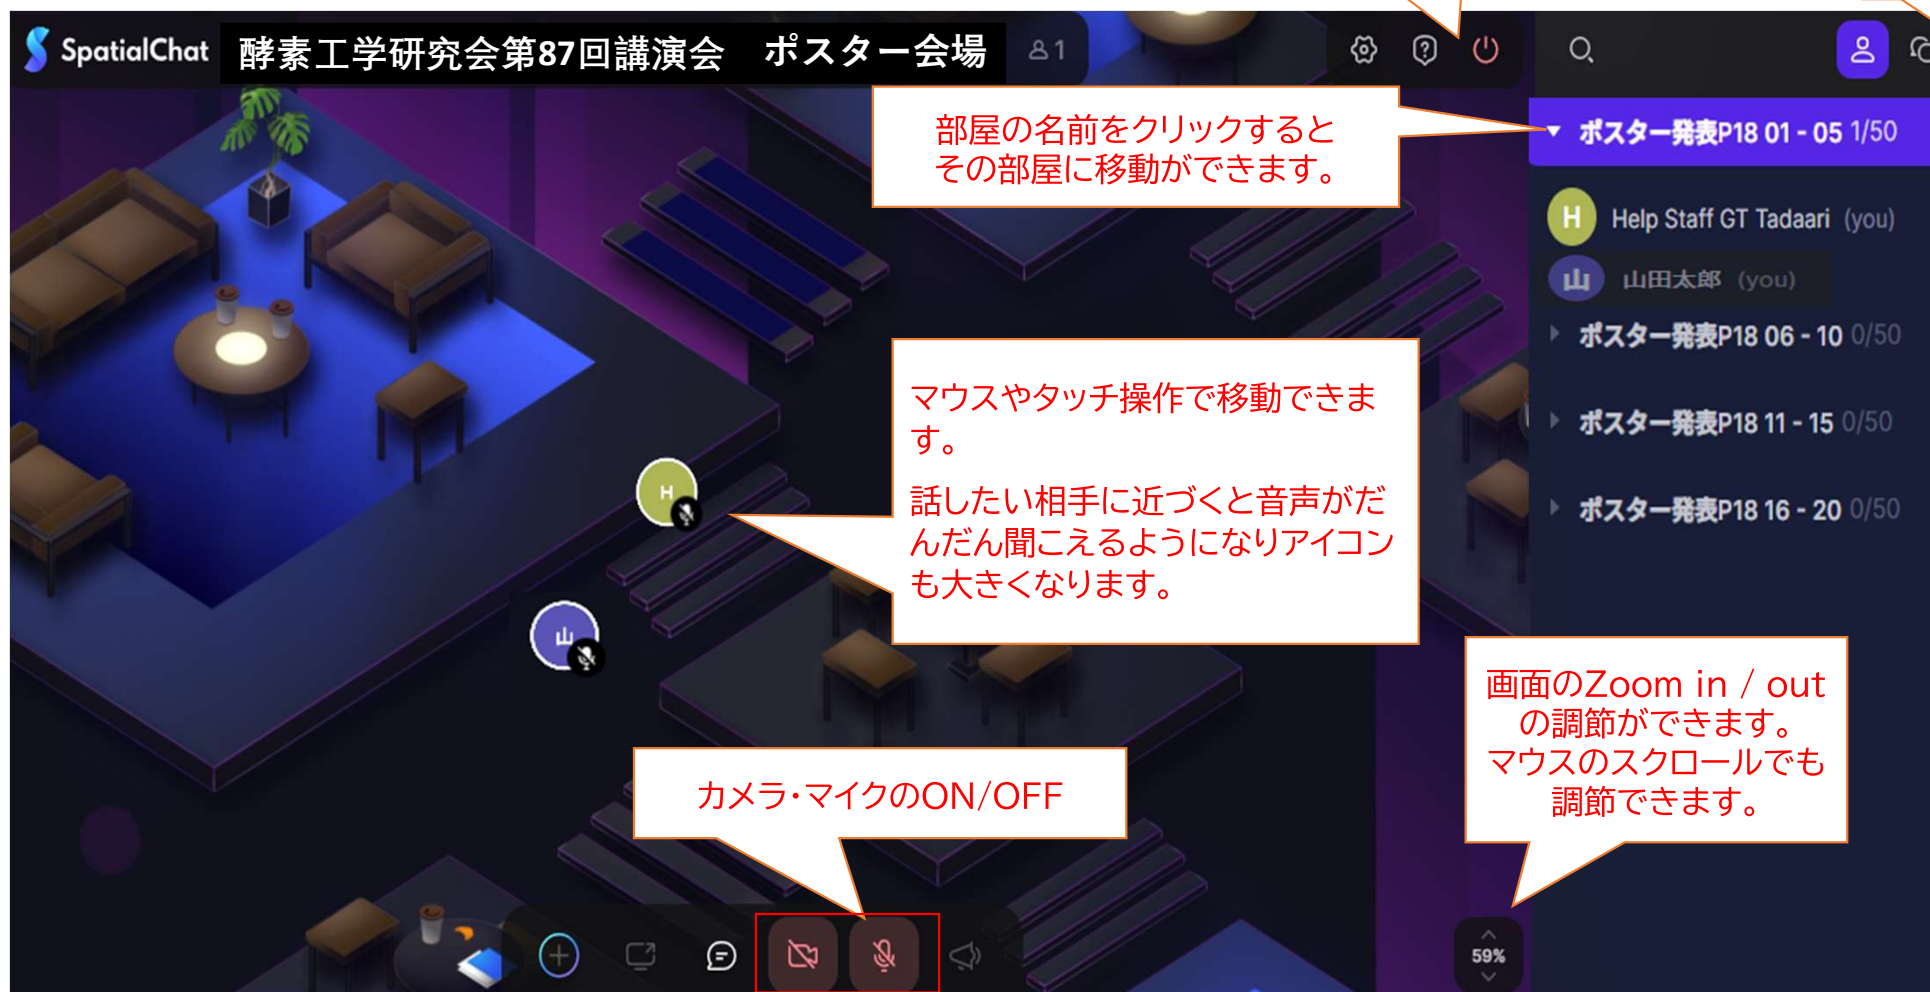 SpatialChat 酵素工学研究会第87回講演会 ポスター会場 1
部屋の名前をクリックすると
その部屋に移動ができます。
ポスター発表P18 01 - 05 1/50
H Help Staff GT Tadaari (you)
山 山田太郎 (you)
ポスター発表P18 06 - 10 0/50
ポスター発表P18 11 - 15 0/50
ポスター発表P18 16 - 20 0/50
マウスやタッチ操作で移動できま
す。
話したい相手に近づくと音声がだ
んだん聞こえるようになりアイコン
も大きくなります。
H
山
画面のZoom in / out
の調節ができます。
マウスのスクロールでも
調節できます。
カメラ・マイクのON/OFF
59%